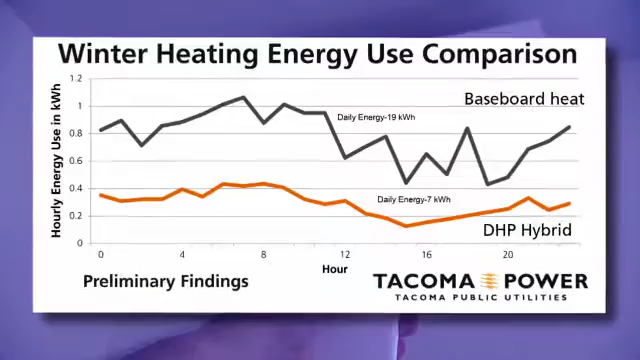 Winter Heating Energy Use Comparison
Hourly Energy Use in kWh
1.2
1
0.8
0.6
0.4
0.2
0
Baseboard heat
Daily Energy-19 kWh
Daily Energy-7 kWh
DHP Hybrid
0 4 8 12 16 20
Hour
Preliminary Findings
TACOMA POWER
TACOMA PUBLIC UTILITIES